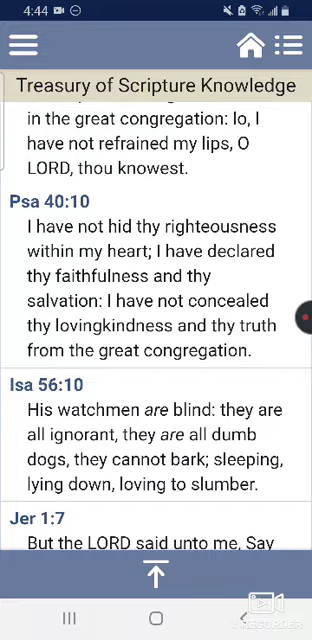 4:44
Treasury of Scripture Knowledge
in the great congregation: lo, I
have not refrained my lips, O
LORD, thou knowest.
Psa 40:10
I have not hid thy righteousness
within my heart; I have declared
thy faithfulness and thy
salvation: I have not concealed
thy lovingkindness and thy truth
from the great congregation.
Isa 56:10
His watchmen are blind: they are
all ignorant, they are all dumb
dogs, they cannot bark; sleeping,
lying down, loving to slumber.
Jer 1:7
But the LORD said unto me, Say
RECORDER